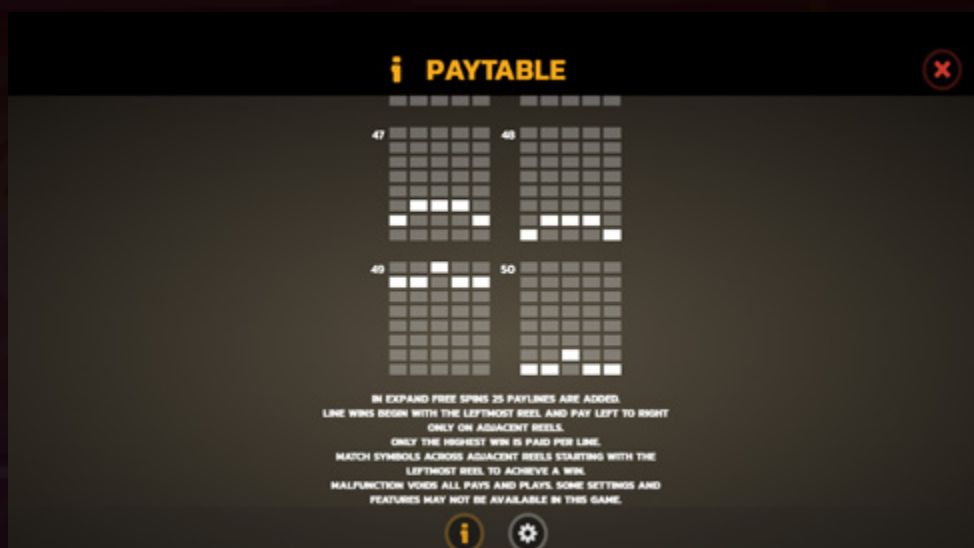 PAYTABLE
47 48
49 50
IN EXPAND FREE SPINS 25 PAYLINES ARE ADDED.
LINE WINS BEGIN WITH THE LEFTMOST REEL AND PAY LEFT TO RIGHT
ONLY ON ADJACENT REELS.
ONLY THE HIGHEST WIN IS PAID PER LINE.
MATCH SYMBOLS ACROSS ADJACENT REELS STARTING WITH THE
LEFTMOST REEL TO ACHIEVE A WIN.
MALFUNCTION VOIDS ALL PAYS AND PLAYS. SOME SETTINGS AND
FEATURES MAY NOT BE AVAILABLE IN THIS GAME.